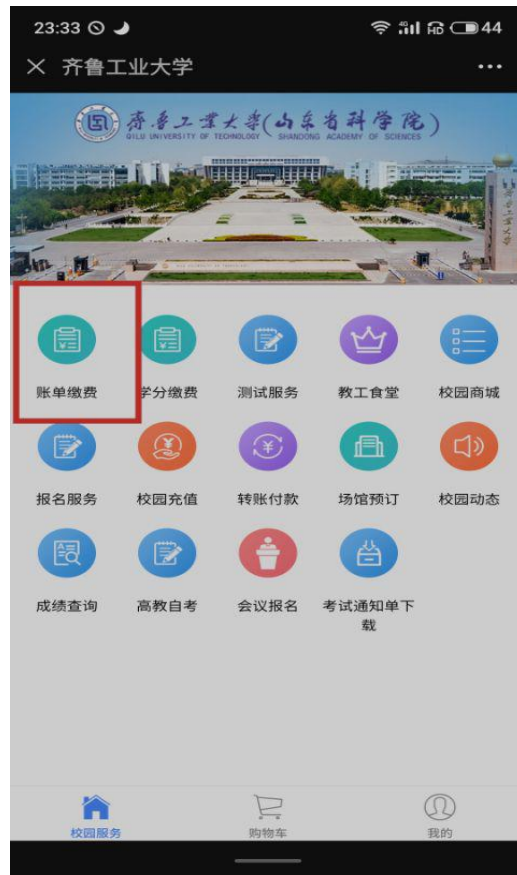 23:33
HD 44
齐鲁工业大学
齐鲁工业大学(山东省科学院)
QILU UNIVERSITY OF TECHNOLOGY SHANDONG ACADEMY OF SCIENCES
账单缴费 学分缴费 测试服务 教工食堂 校园商城
报名服务 校园充值 转账付款 场馆预订 校园动态
成绩查询 高教自考 会议报名 考试通知单下
载
校园服务 购物车 我的